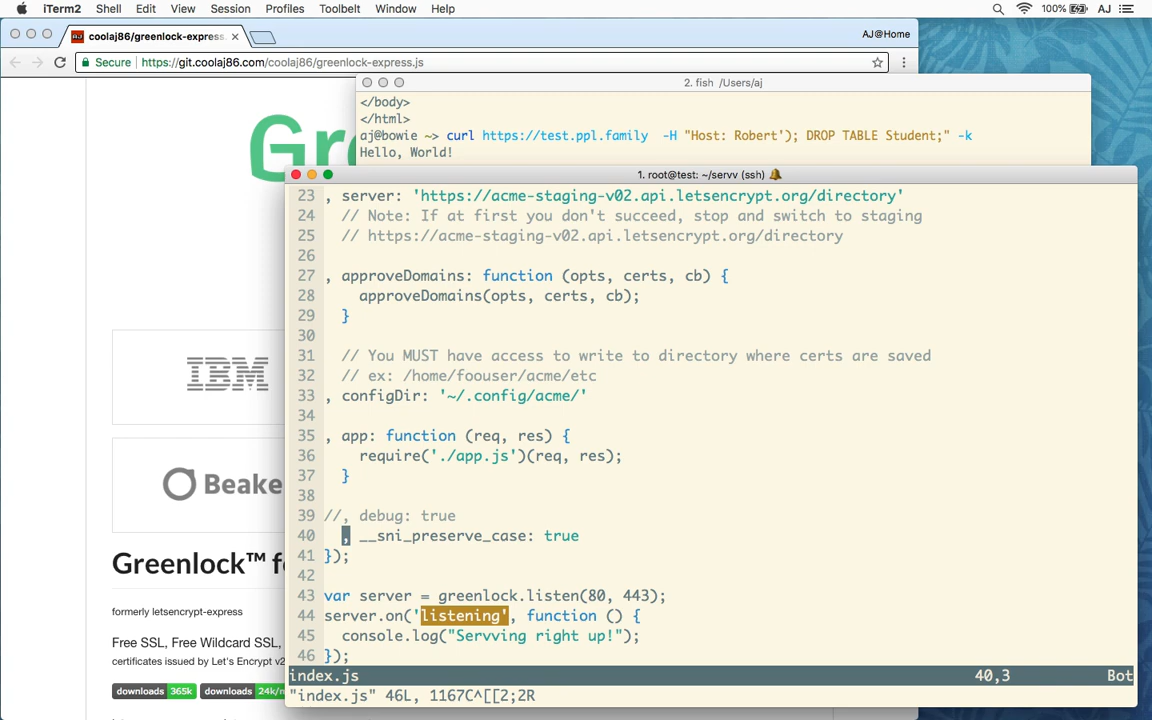 iTerm2 Shell Edit View Session Profiles Toolbelt Window Help 100% AJ
coolaj86/greenlock-express. AJ@Home
Secure https://git.coolaj86.com/coolaj86/greenlock-express.js
2. fish /Users/aj
</body>
</html>
aj@bowie ~> curl https://test.ppl.family -H "Host: Robert'); DROP TABLE Student;" -k
Hello, World!
Gre
1. root@test: ~/servv (ssh)
23 , server: 'https://acme-staging-v02.api.letsencrypt.org/directory'
24 // Note: If at first you don't succeed, stop and switch to staging
25 // https://acme-staging-v02.api.letsencrypt.org/directory
26
27 , approveDomains: function (opts, certs, cb) {
28 approveDomains(opts, certs, cb);
29 }
30
31 // You MUST have access to write to directory where certs are saved
32 // ex: /home/foouser/acme/etc
33 , configDir: '~/.config/acme/'
34
35 , app: function (req, res) {
36 require('./app.js')(req, res);
37 }
38
39 //, debug: true
40 , __sni_preserve_case: true
41 });
42
43 var server = greenlock.listen(80, 443);
44 server.on('listening', function () {
45 console.log("Servving right up!");
46 });
index.js 40,3 Bot
"index.js" 46L, 1167C^[[2;2R
IBM
Beake
Greenlock™ f
formerly letsencrypt-express
Free SSL, Free Wildcard SSL,
certificates issued by Let's Encrypt v2
downloads 365k downloads 24k/